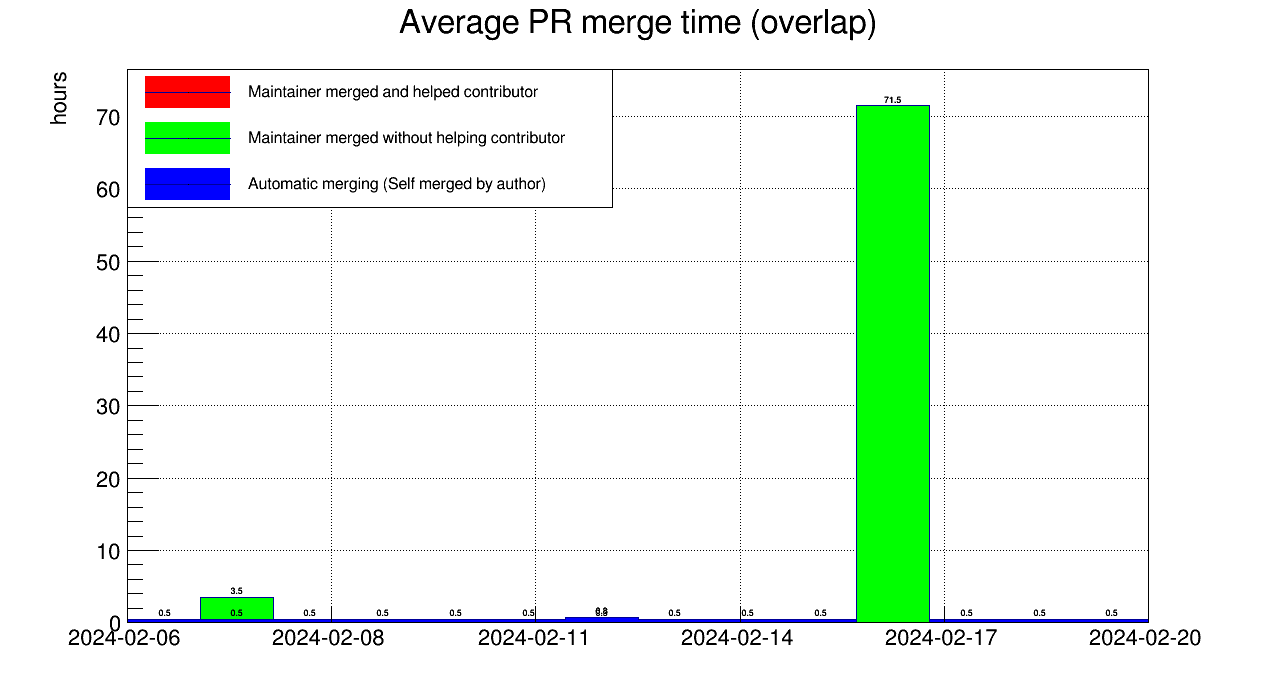 Average PR merge time (overlap)
hours
Maintainer merged and helped contributor
Maintainer merged without helping contributor
Automatic merging (Self merged by author)
70
60
50
40
30
20
10
0
71.5
3.5
0.5 0.5 0.5 0.5 0.5 0.5 0.5 0.5 0.5 0.5 0.5 0.5
2024-02-06 2024-02-08 2024-02-11 2024-02-14 2024-02-17 2024-02-20